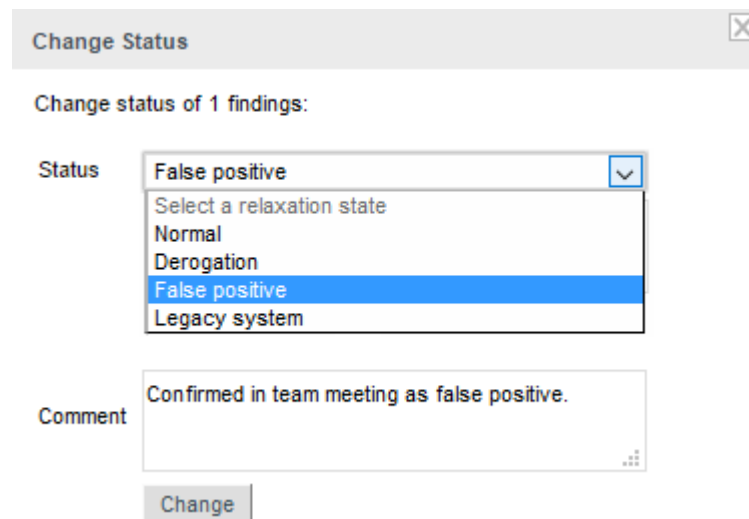 Change Status
Change status of 1 findings:
Status
False positive
Select a relaxation state
Normal
Derogation
False positive
Legacy system
Comment
Confirmed in team meeting as false positive.
Change